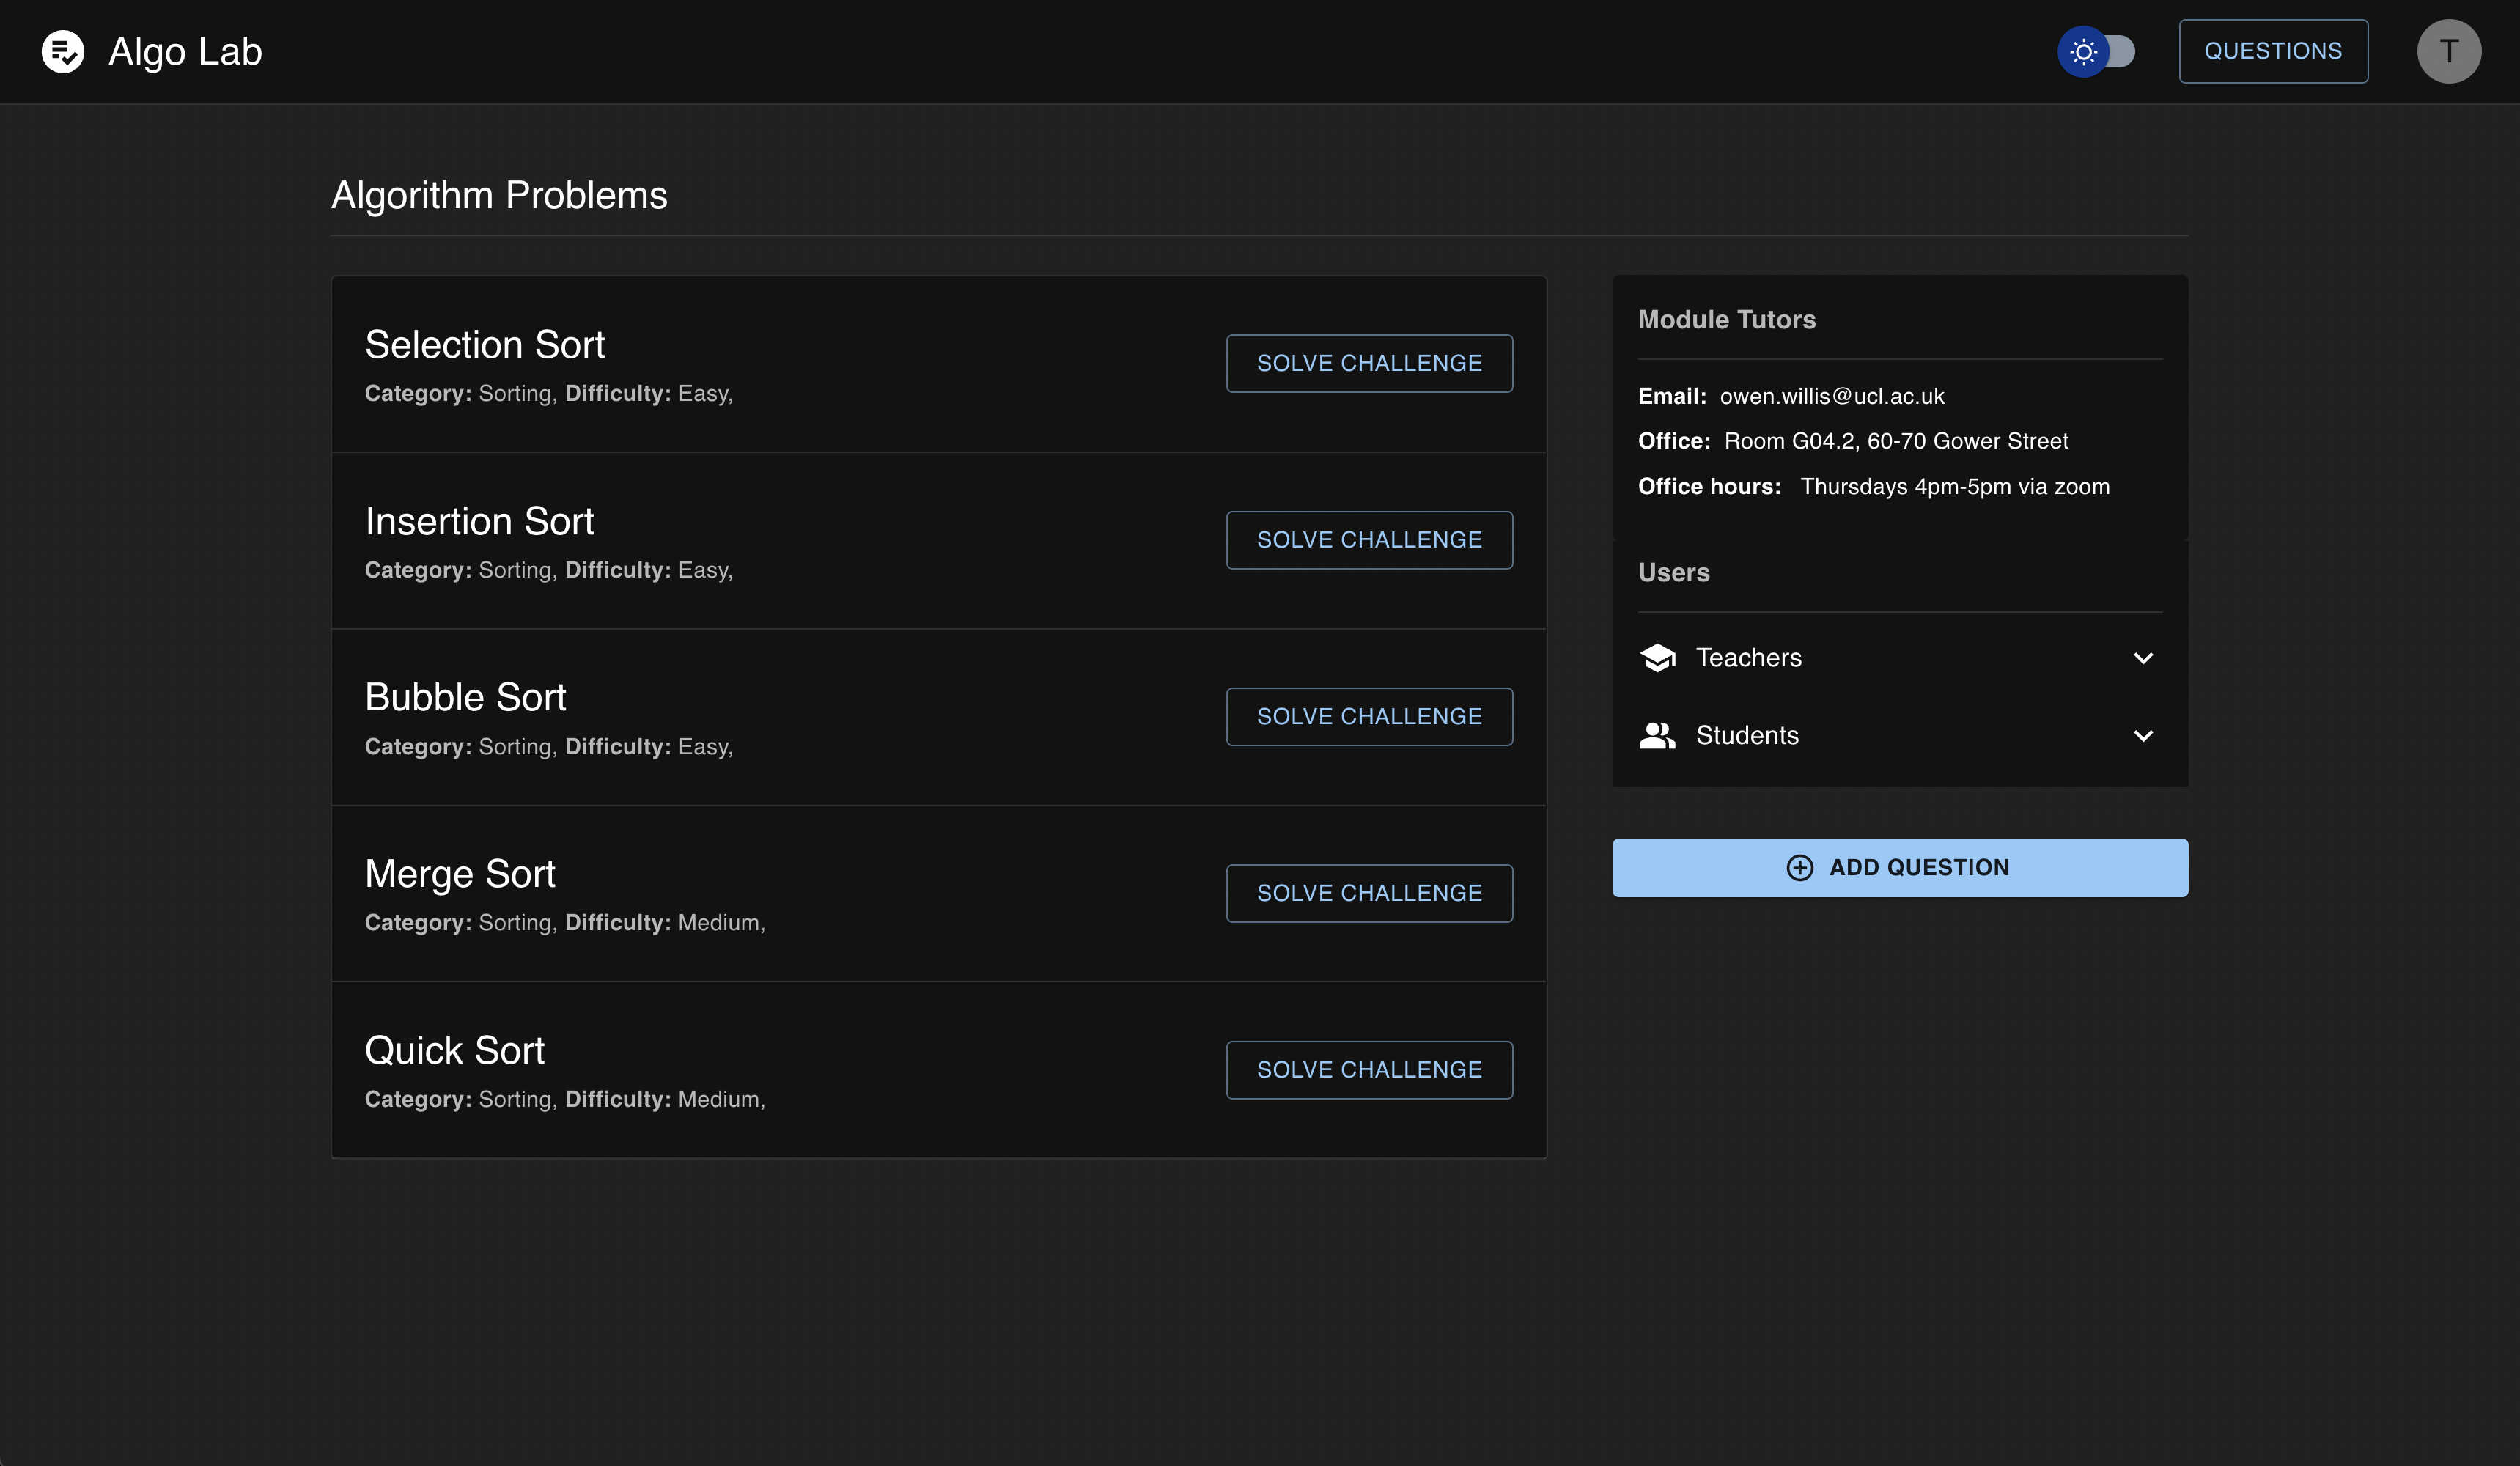 Algo Lab
QUESTIONS
T
Algorithm Problems
Selection Sort
Category: Sorting, Difficulty: Easy,
SOLVE CHALLENGE
Insertion Sort
Category: Sorting, Difficulty: Easy,
SOLVE CHALLENGE
Bubble Sort
Category: Sorting, Difficulty: Easy,
SOLVE CHALLENGE
Merge Sort
Category: Sorting, Difficulty: Medium,
SOLVE CHALLENGE
Quick Sort
Category: Sorting, Difficulty: Medium,
SOLVE CHALLENGE
Module Tutors
Email: owen.willis@ucl.ac.uk
Office: Room G04.2, 60-70 Gower Street
Office hours: Thursdays 4pm-5pm via zoom
Users
Teachers
Students
ADD QUESTION